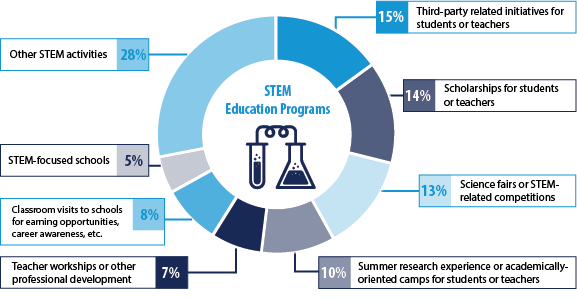 15%
Third-party related initiatives for
students or teachers
Other STEM activities
28%
STEM
Education Programs
14%
Scholarships for students
or teachers
STEM-focused schools
5%
13%
Science fairs or STEM-
related competitions
Classroom visits to schools
for earning opportunities,
career awareness, etc.
8%
Teacher workships or other
professional development
7%
10%
Summer research experience or academically-
oriented camps for students or teachers